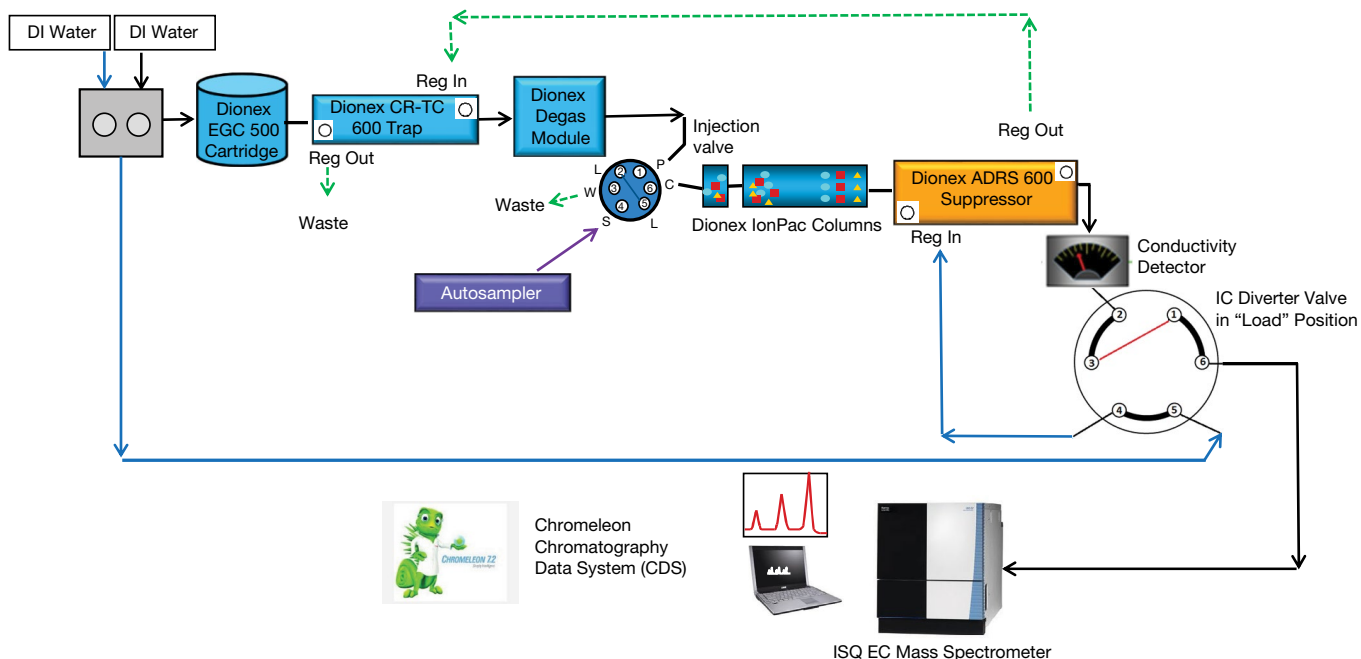 DI Water
DI Water
Dionex
EGC 500
Cartridge
Reg In
Dionex CR-TC
600 Trap
Reg Out
Waste
Dionex
Degas
Module
Injection
valve
P
C
L
W
S
L
1
2
3
4
5
6
Waste
Autosampler
Dionex IonPac Columns
Reg Out
Dionex ADRS 600
Suppressor
Reg In
Conductivity
Detector
IC Diverter Valve
in “Load” Position
1
2
3
4
5
6
CHROMELEON 7.2
Chromeleon
Chromatography
Data System (CDS)
ISQ EC Mass Spectrometer